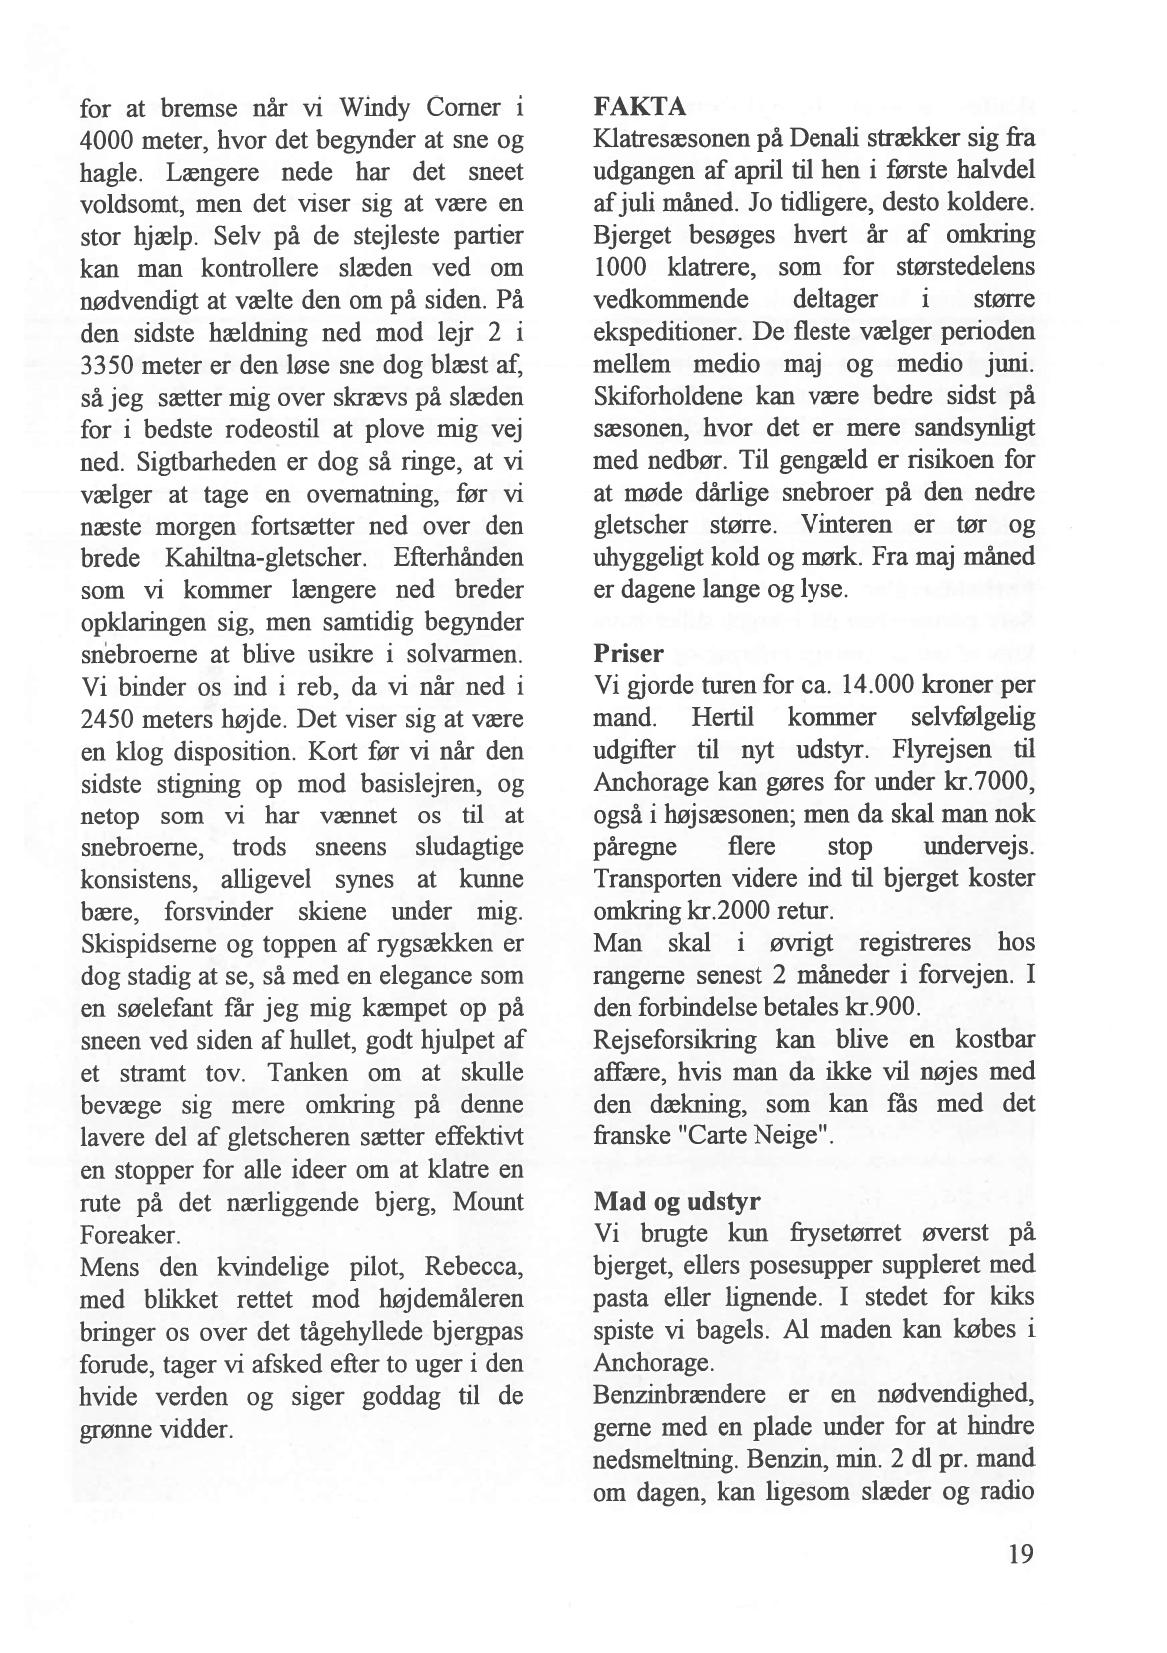 for at bremse når vi Windy Corner i
4000 meter, hvor det begynder at sne og
hagle. Længere nede har det sneet
voldsomt, men det viser sig at være en
stor hjælp. Selv på de stejleste partier
kan man kontrollere slæden ved om
nødvendigt at vælte den om på siden. På
den sidste hældning ned mod lejr 2 i
3350 meter er den løse sne dog blæst af,
så jeg sætter mig over skrævs på slæden
for i bedste rodeostil at plove mig vej
ned. Sigtbarheden er dog så ringe, at vi
vælger at tage en overnatning, før vi
næste morgen fortsætter ned over den
brede Kahiltna-gletscher. Efterhånden
som vi kommer længere ned breder
opklaringen sig, men samtidig begynder
snebroerne at blive usikre i solvarmen.
Vi binder os ind i reb, da vi når ned i
2450 meters højde. Det viser sig at være
en klog disposition. Kort før vi når den
sidste stigning op mod basislejren, og
netop som vi har vænnet os til at
snebroerne, trods sneens sludagtige
konsistens, alligevel synes at kunne
bære, forsvinder skiene under mig.
Skispidserne og toppen af rygsækken er
dog stadig at se, så med en elegance som
en søelefant får jeg mig kæmpet op på
sneen ved siden af hullet, godt hjulpet af
et stramt tov. Tanken om at skulle
bevæge sig mere omkring på denne
lavere del af gletscheren sætter effektivt
en stopper for alle ideer om at klatre en
rute på det nærliggende bjerg, Mount
Foreaker.
Mens den kvindelige pilot, Rebecca,
med blikket rettet mod højdemåleren
bringer os over det tågehyllede bjergpas
forude, tager vi afsked efter to uger i den
hvide verden og siger goddag til de
grønne vidder.
FAKTA
Klatresæsonen på Denali strækker sig fra
udgangen af april til hen i første halvdel
af juli måned. Jo tidligere, desto koldere.
Bjerget besøges hvert år af omkring
1000 klatrere, som for størstedelens
vedkommende deltager i større
ekspeditioner. De fleste vælger perioden
mellem medio maj og medio juni.
Skiforholdene kan være bedre sidst på
sæsonen, hvor det er mere sandsynligt
med nedbør. Til gengæld er risikoen for
at møde dårlige snebroer på den nedre
gletscher større. Vinteren er tør og
uhyggeligt kold og mørk. Fra maj måned
er dagene lange og lyse.
Priser
Vi gjorde turen for ca. 14.000 kroner per
mand. Hertil kommer selvfølgelig
udgifter til nyt udstyr. Flyrejsen til
Anchorage kan gøres for under kr.7000,
også i højsæsonen; men da skal man nok
påregne flere stop undervejs.
Transporten videre ind til bjerget koster
omkring kr.2000 retur.
Man skal i øvrigt registreres hos
rangerne senest 2 måneder i forvejen. I
den forbindelse betales kr.900.
Rejseforsikring kan blive en kostbar
affære, hvis man da ikke vil nøjes med
den dækning, som kan fås med det
franske "Carte Neige".
Mad og udstyr
Vi brugte kun frysetørret øverst på
bjerget, ellers posesupper suppleret med
pasta eller lignende. I stedet for kiks
spiste vi bagels. Al maden kan købes i
Anchorage.
Benzinbrændere er en nødvendighed,
gerne med en plade under for at hindre
nedsmeltning. Benzin, min. 2 dl pr. mand
om dagen, kan ligesom slæder og radio
19